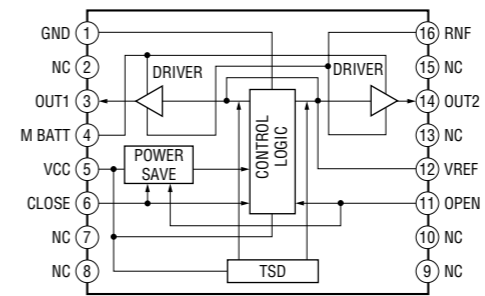 GND 1
NC 2
OUT1 3
M BATT 4
VCC 5
CLOSE 6
NC 7
NC 8
DRIVER
DRIVER
POWER
SAVE
CONTROL
LOGIC
TSD
16 RNF
15 NC
14 OUT2
13 NC
12 VREF
11 OPEN
10 NC
9 NC